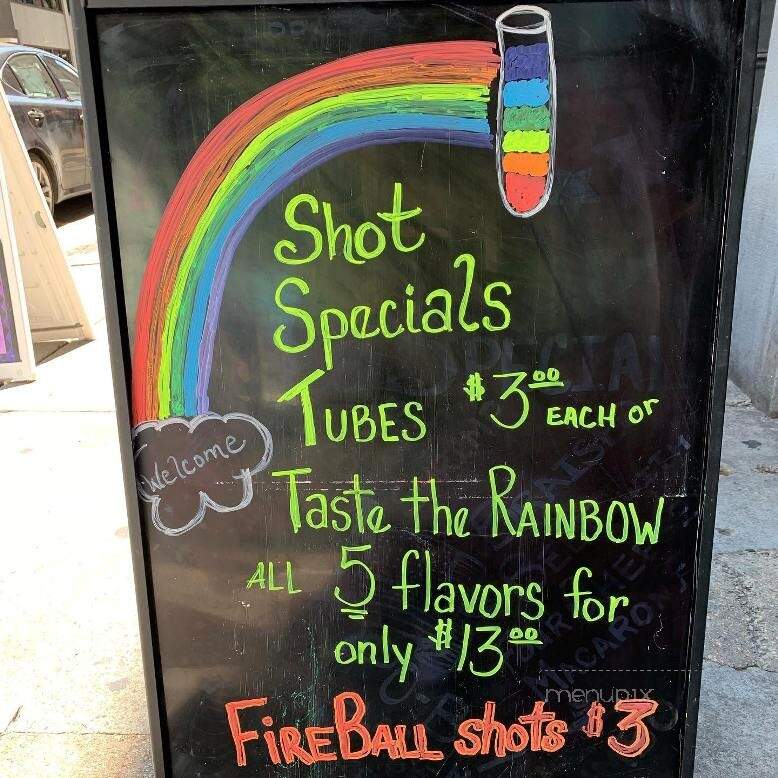 Shot
Specials
TUBES $3.00 EACH or
Welcome
Taste the RAINBOW
ALL 5 flavors for
only $13.00
menupix
FIREBALL shots $3